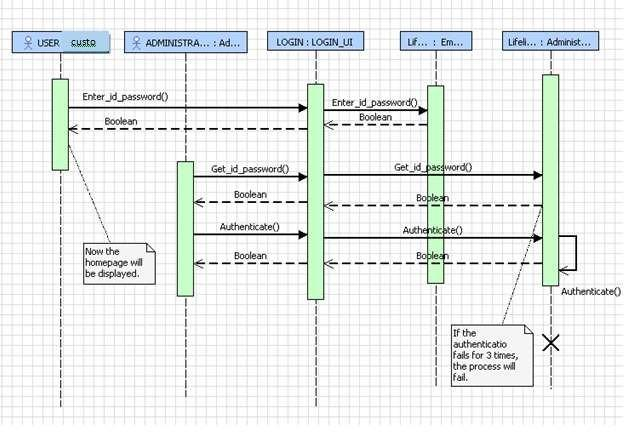 USER custo
ADMINISTRA... : Ad...
LOGIN : LOGIN_UI
Lif... : Em...
Lifeli... : Administ...
Enter_id_password()
Enter_id_password()
Boolean
Boolean
Get_id_password()
Get_id_password()
Boolean
Boolean
Authenticate()
Authenticate()
Boolean
Boolean
Now the
homepage will
be displayed.
Authenticate()
If the
authenticatio
fails for 3 times,
the process will
fail.